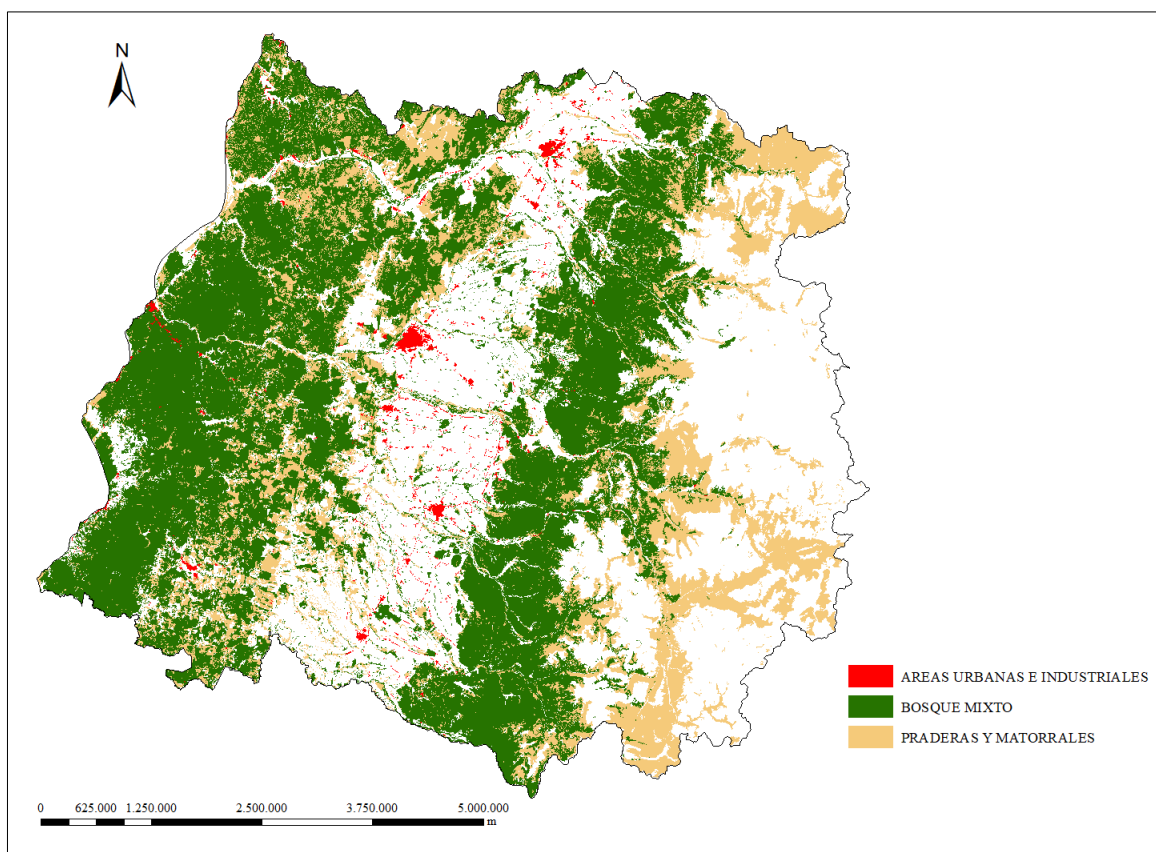 N
AREAS URBANAS E INDUSTRIALES
BOSQUE MIXTO
PRADERAS Y MATORRALES
0 625.000 1.250.000 2.500.000 3.750.000 5.000.000
m